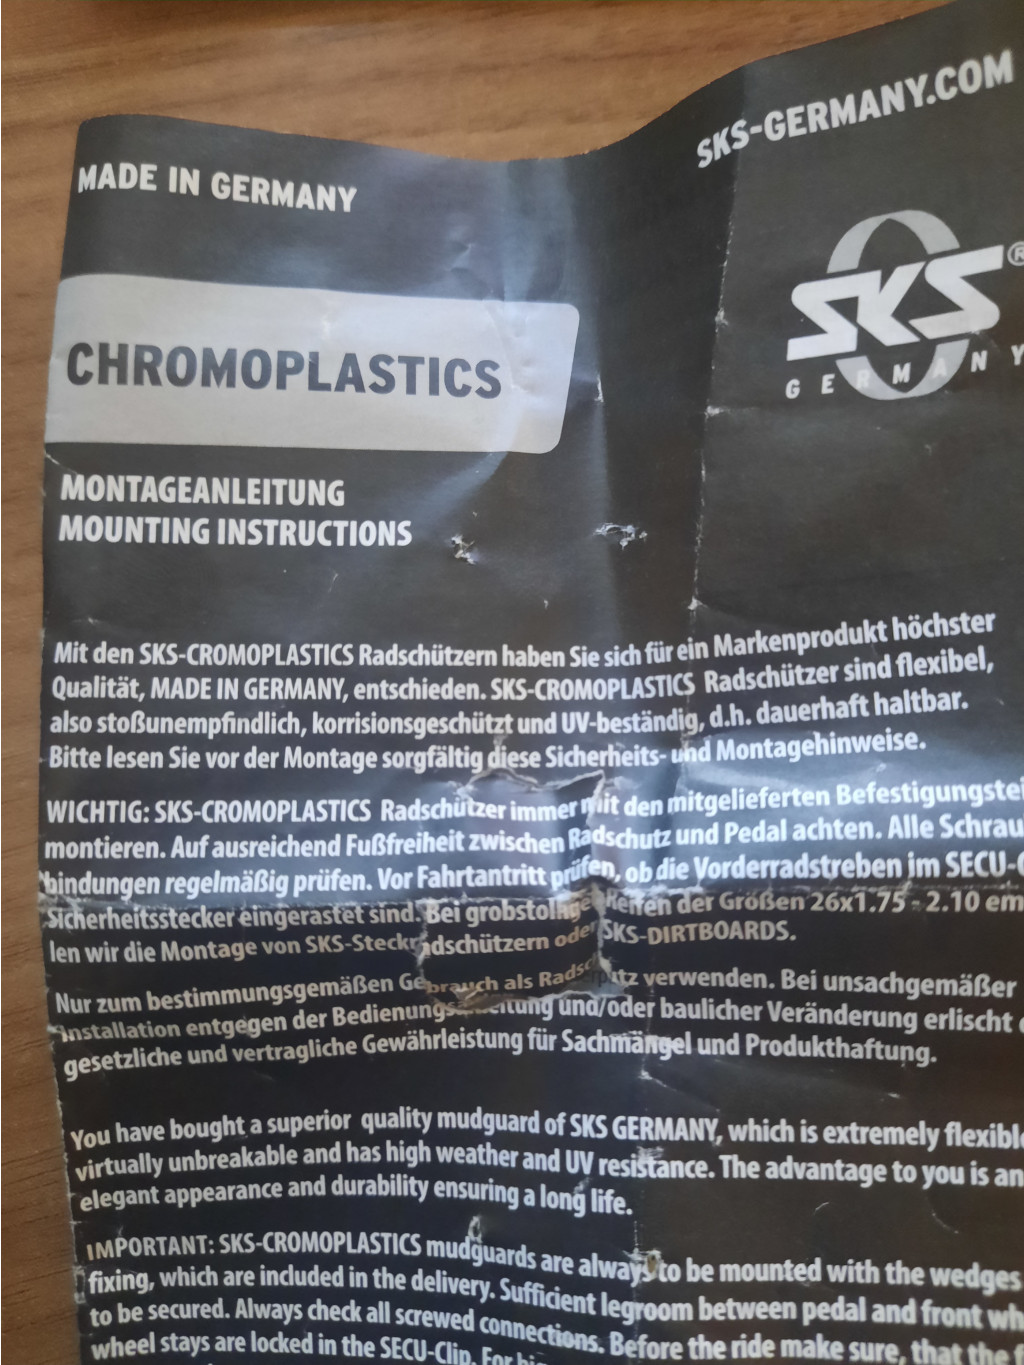 SKS-GERMANY.COM
MADE IN GERMANY
SKS®
GERMANY
CHROMOPLASTICS
MONTAGEANLEITUNG
MOUNTING INSTRUCTIONS
Mit den SKS-CROMOPLASTICS Radschützern haben Sie sich für ein Markenprodukt höchster
Qualität, MADE IN GERMANY, entschieden. SKS-CROMOPLASTICS Radschützer sind flexibel,
also stoßunempfindlich, korrisionsgeschützt und UV-beständig, d.h. dauerhaft haltbar.
Bitte lesen Sie vor der Montage sorgfältig diese Sicherheits- und Montagehinweise.
WICHTIG: SKS-CROMOPLASTICS Radschützer immer mit den mitgelieferten Befestigungstei
montieren. Auf ausreichend Fußfreiheit zwischen Radschutz und Pedal achten. Alle Schrau
bindungen regelmäßig prüfen. Vor Fahrtantritt prüfen, ob die Vorderradstreben im SECU-C
Sicherheitsstecker eingerastet sind. Bei Reifen der Größen 26x1.75 - 2.10 em
len wir die Montage von oder SKS-DIRTBOARDS.
Nur zum bestimmungsgemäßen Gebrauch als verwenden. Bei unsachgemäßer
Installation entgegen der und/oder baulicher Veränderung erlischt
gesetzliche und vertragliche Gewährleistung für Sachmängel und Produkthaftung.
You have bought a superior quality mudguard of SKS GERMANY, which is extremely flexible
virtually unbreakable and has high weather and UV resistance. The advantage to you is an
elegant appearance and durability ensuring a long life.
IMPORTANT: SKS-CROMOPLASTICS mudguards are always to be mounted with the wedges
fixing, which are included in the delivery. Sufficient legroom between pedal and front wh
to be secured. Always check all screwed connections. Before the ride make sure, that the f
wheel stays are locked in the SECU-Clip. For